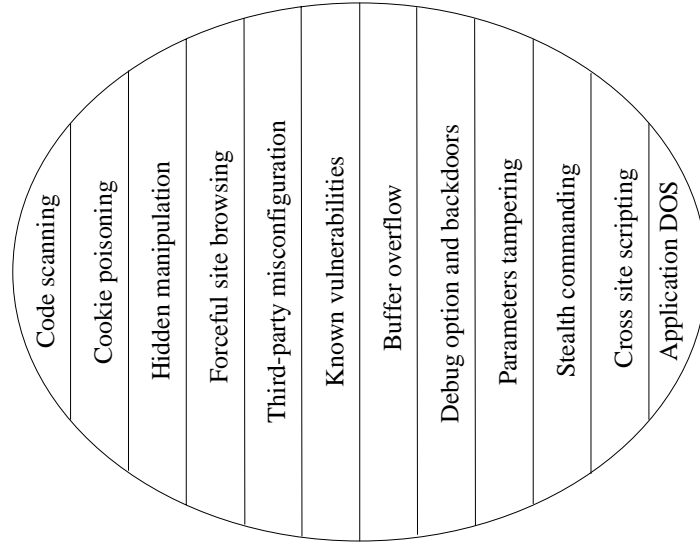 Code scanning
Cookie poisoning
Hidden manipulation
Forceful site browsing
Third-party misconfiguration
Known vulnerabilities
Buffer overflow
Debug option and backdoors
Parameters tampering
Stealth commanding
Cross site scripting
Application DOS